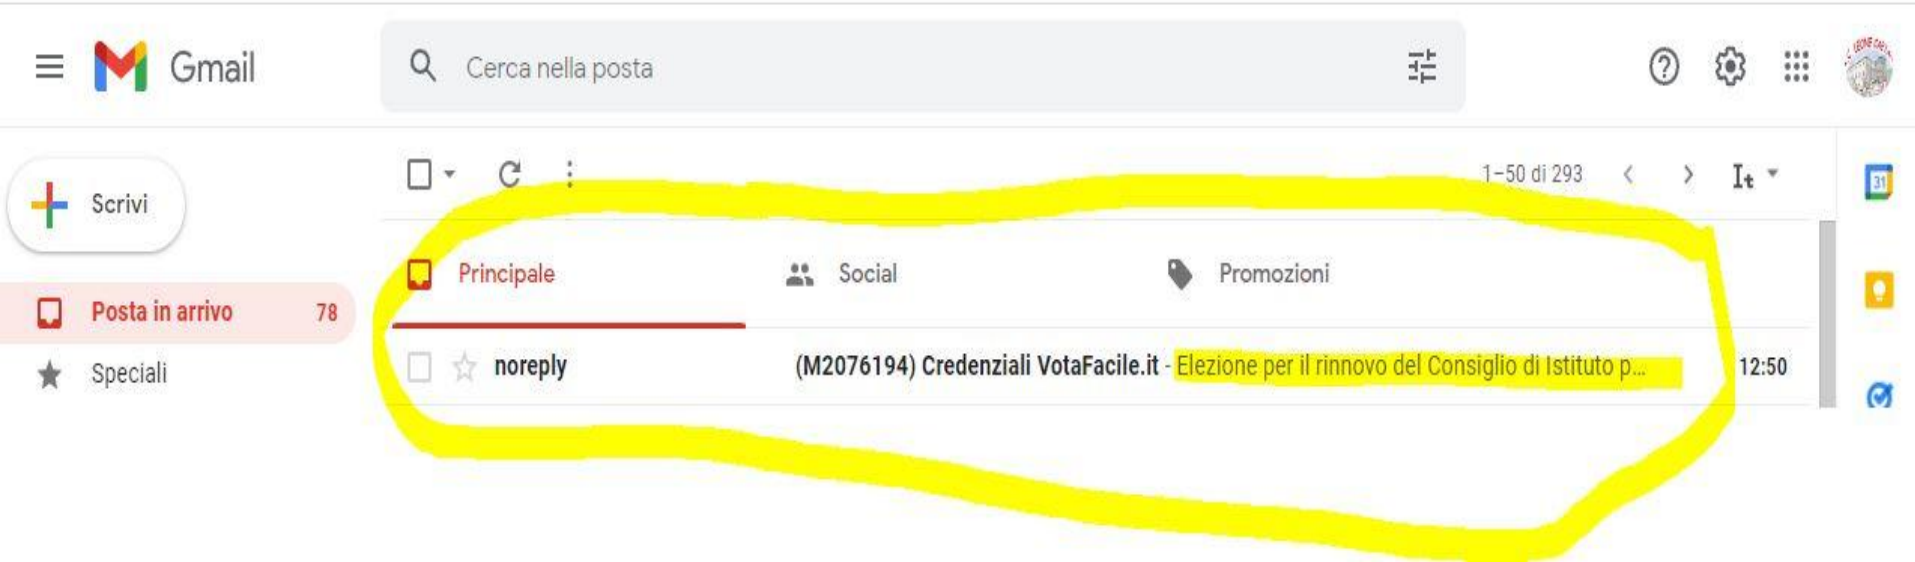 Gmail
Cerca nella posta
Scrivi
1–50 di 293
Principale
Social
Promozioni
Posta in arrivo 78
noreply (M2076194) Credenziali VotaFacile.it - Elezione per il rinnovo del Consiglio di Istituto p... 12:50
Speciali
31